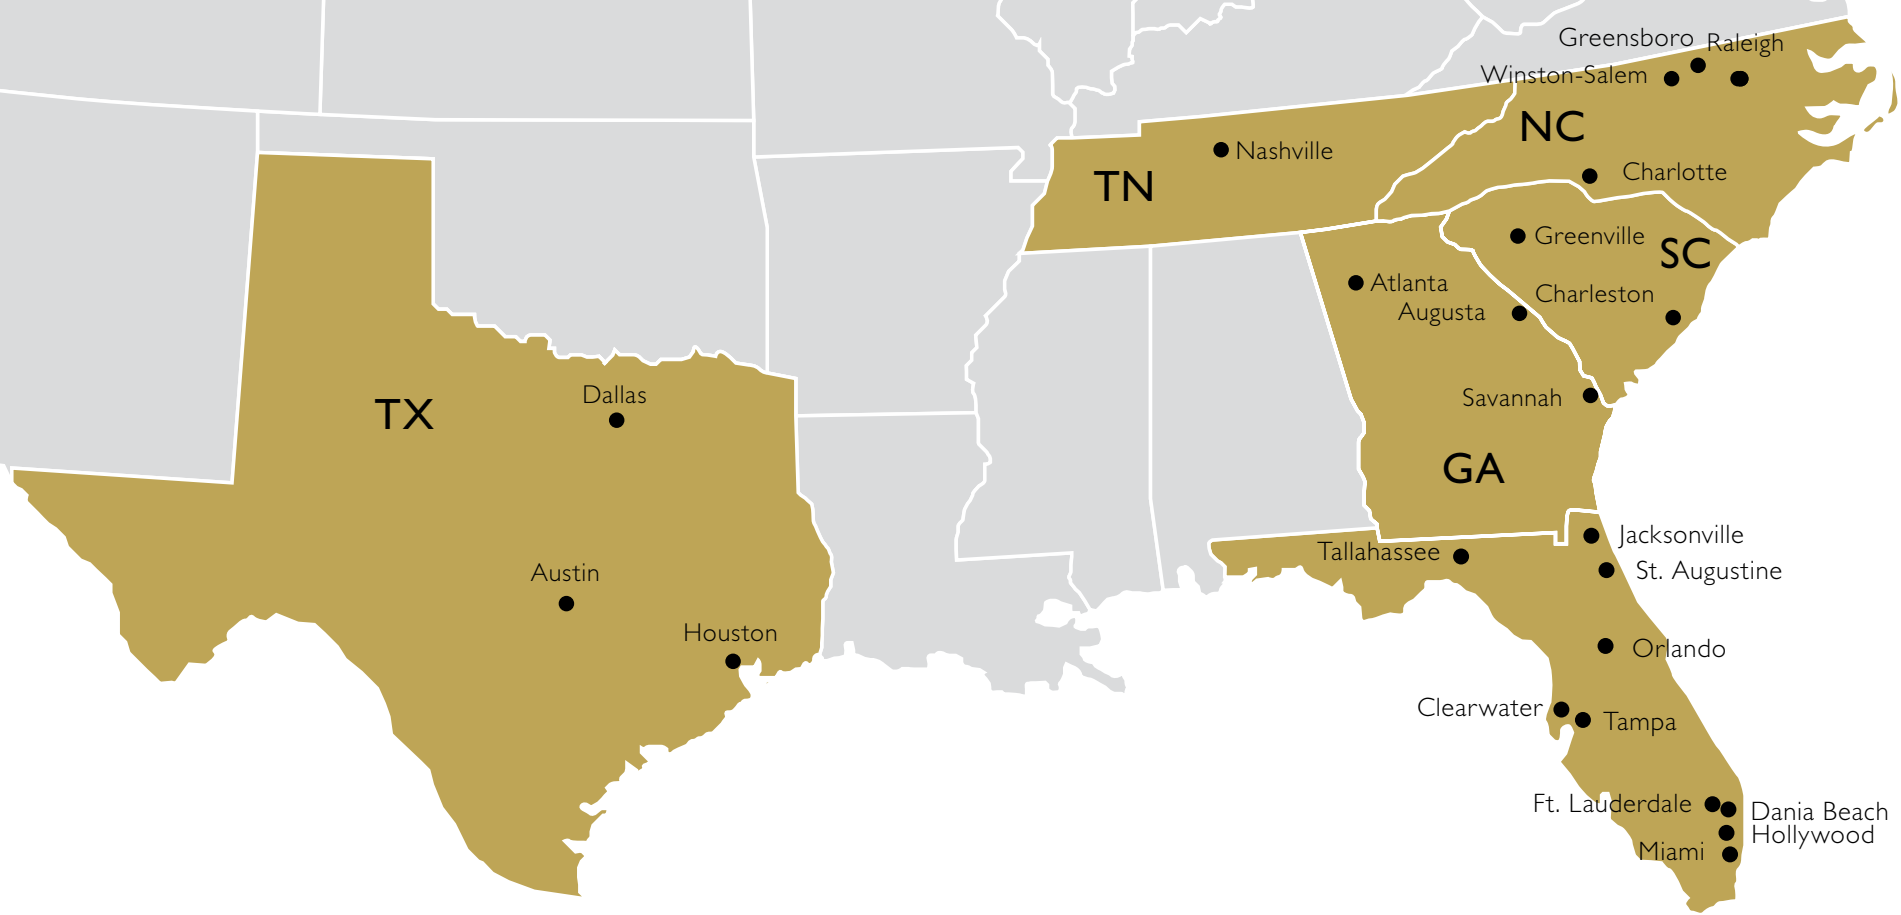 Greensboro
Raleigh
Winston-Salem
NC
Nashville
TN
Charlotte
Greenville
SC
Atlanta
Charleston
Augusta
Dallas
TX
Savannah
GA
Jacksonville
Tallahassee
St. Augustine
Austin
Houston
Orlando
Clearwater
Tampa
Ft. Lauderdale
Dania Beach
Hollywood
Miami